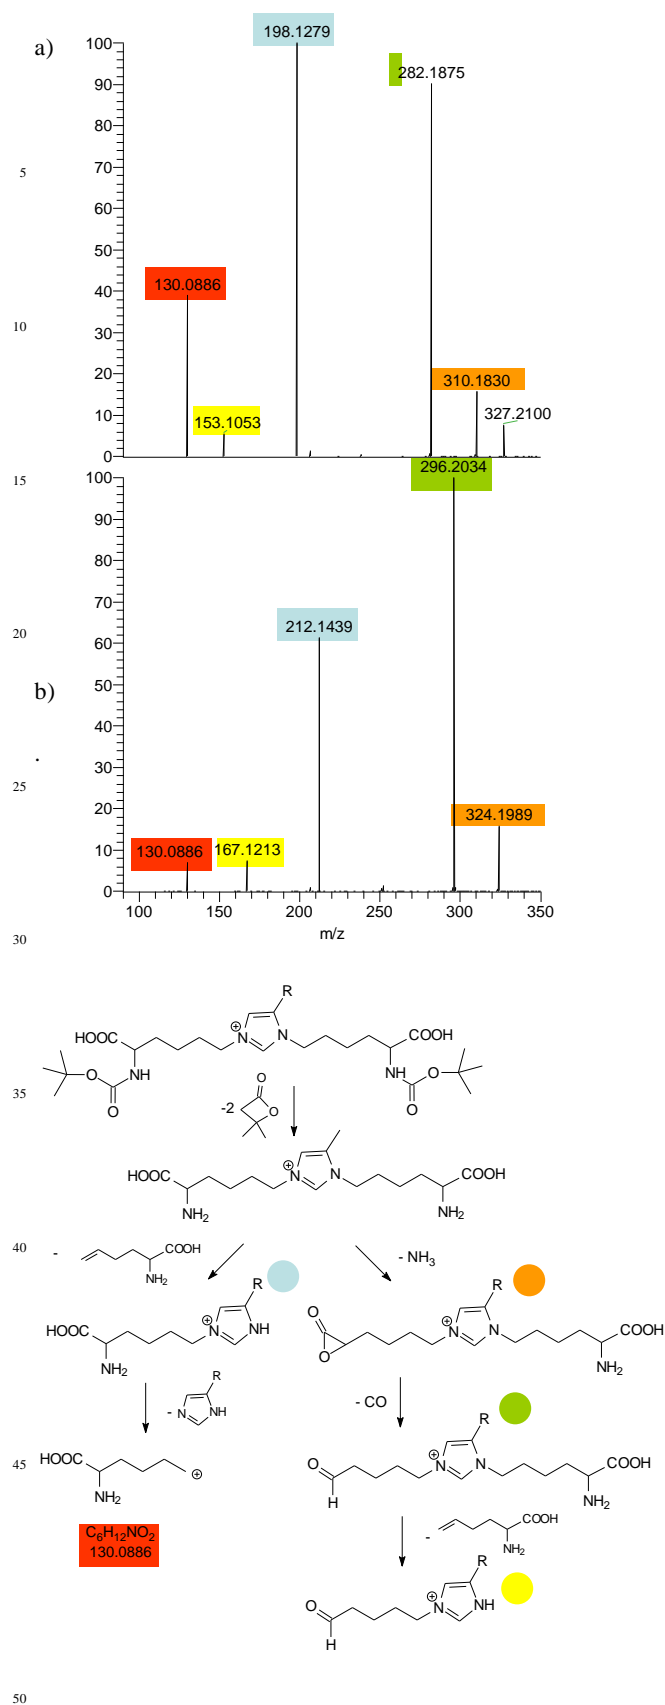 a)
198.1279
282.1875
130.0886
153.1053
310.1830
327.2100
100
90
80
70
60
50
40
30
20
10
0
5
10
15
b)
296.2034
212.1439
130.0886
167.1213
324.1989
100
90
80
70
60
50
40
30
20
10
0
100 150 200 250 300 350
m/z
.
20
25
30
R
HOOC N N COOH
⊕
O NH HN O
O O
35
-2 O
O
HOOC N N COOH
⊕
NH₂ NH₂
40
- COOH
NH₂
- NH₃
R
HOOC N NH
⊕
NH₂
R
O N N COOH
⊕
O NH₂
- N NH
R
- CO
45
HOOC
⊕
NH₂
C₆H₁₂NO₂
130.0886
R
O N N COOH
⊕
H NH₂
- COOH
NH₂
R
O N NH
⊕
H
50